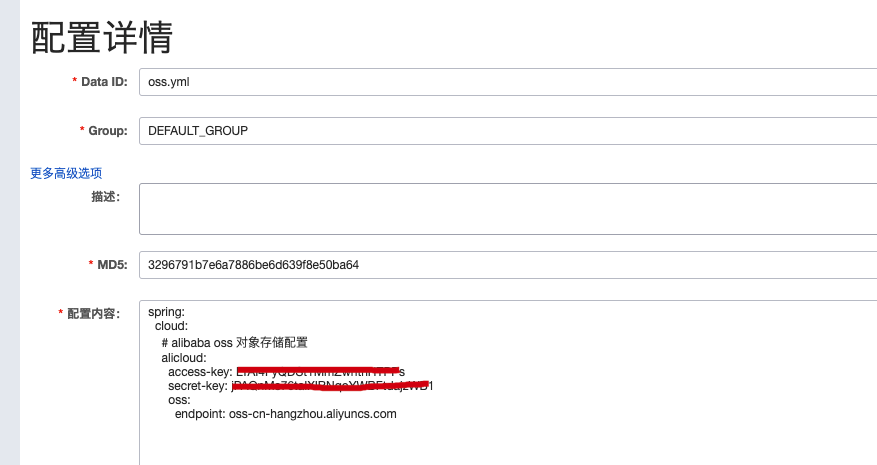 配置详情
* Data ID: oss.yml
* Group: DEFAULT_GROUP
更多高级选项
描述:
* MD5: 3296791b7e6a7886be6d639f8e50ba64
* 配置内容: spring:
cloud:
# alibaba oss 对象存储配置
alicloud:
access-key:
secret-key:
oss:
endpoint: oss-cn-hangzhou.aliyuncs.com